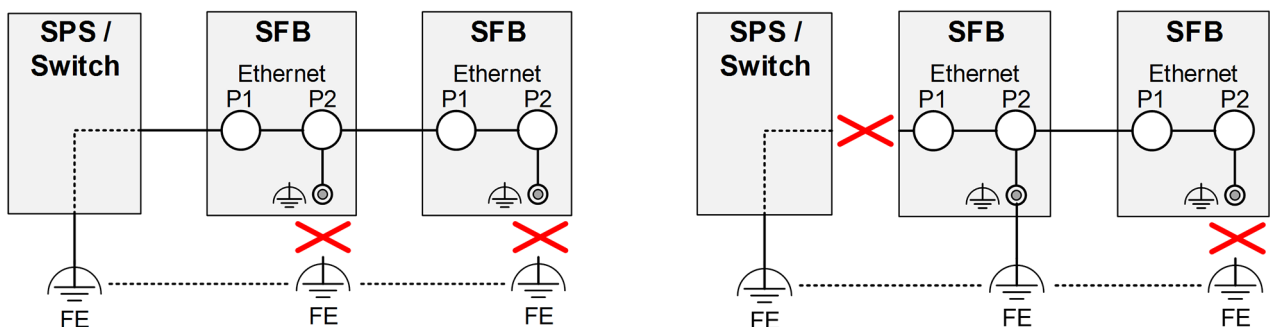 SPS /
Switch
SFB
Ethernet
P1 P2
SFB
Ethernet
P1 P2
FE
FE
FE
SPS /
Switch
SFB
Ethernet
P1 P2
SFB
Ethernet
P1 P2
FE
FE
FE